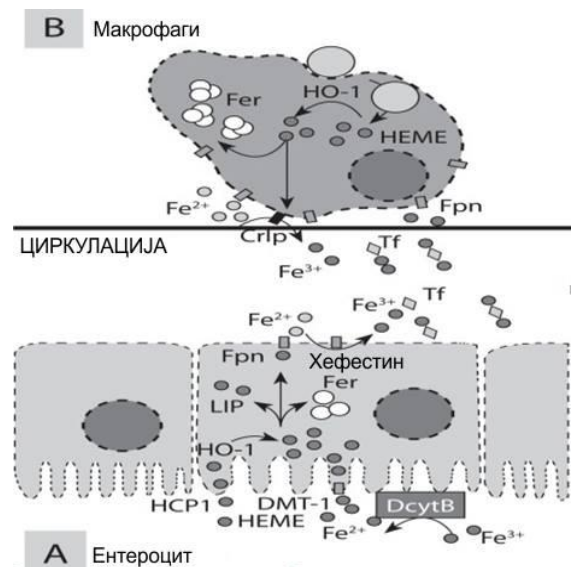 B Макрофаги
HO-1
Fer
HEME
Fe2+
Fpn
Crlp
ЦИРКУЛАЦИЈА
Tf
Fe3+
Fe3+
Tf
Fe2+
Fpn
Хефестин
Fer
LIP
HO-1
HCP1
DMT-1
DcytB
HEME
Fe2+
Fe3+
A Ентероцит